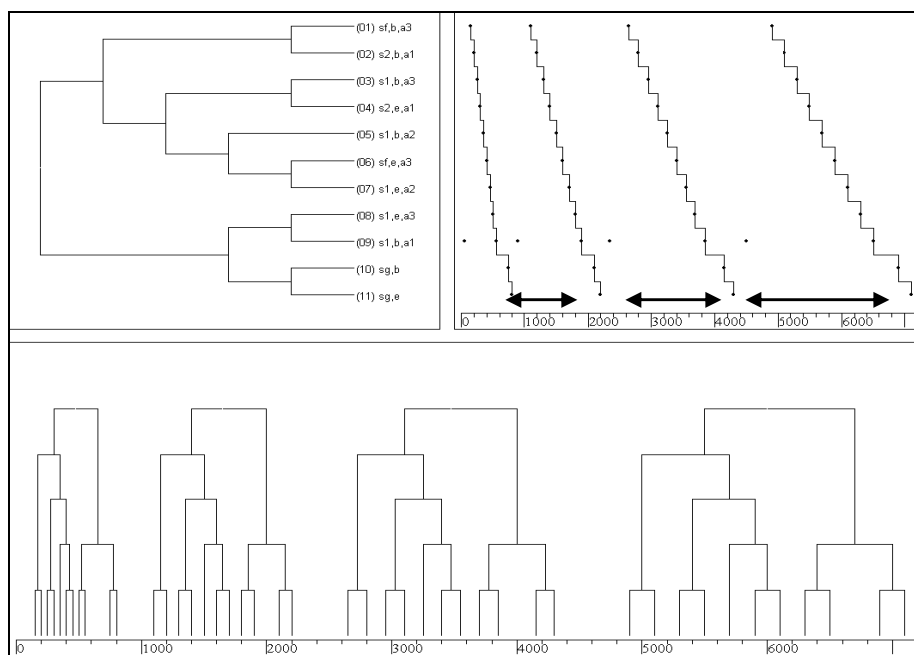 (01) sf,b,a3
(02) s2,b,a1
(03) s1,b,a3
(04) s2,e,a1
(05) s1,b,a2
(06) sf,e,a3
(07) s1,e,a2
(08) s1,e,a3
(09) s1,b,a1
(10) sg,b
(11) sg,e
0 1000 2000 3000 4000 5000 6000
0 1000 2000 3000 4000 5000 6000